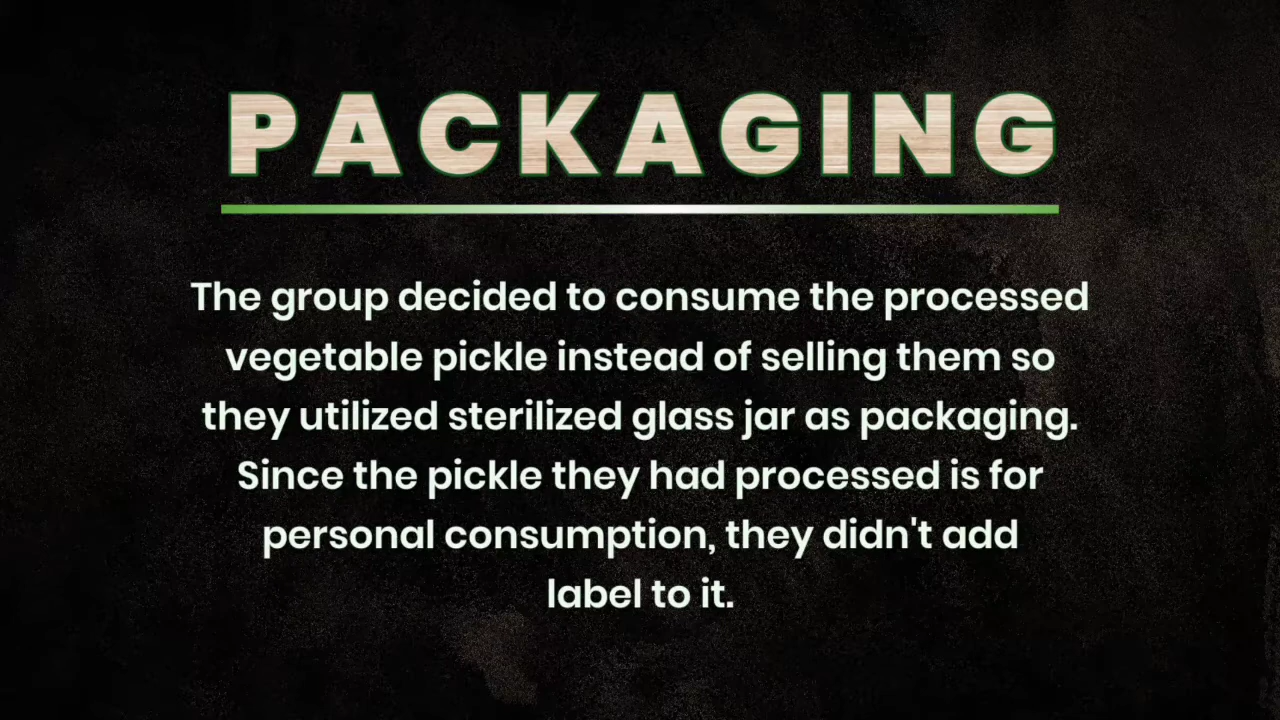 PACKAGING
The group decided to consume the processed
vegetable pickle instead of selling them so
they utilized sterilized glass jar as packaging.
Since the pickle they had processed is for
personal consumption, they didn't add
label to it.